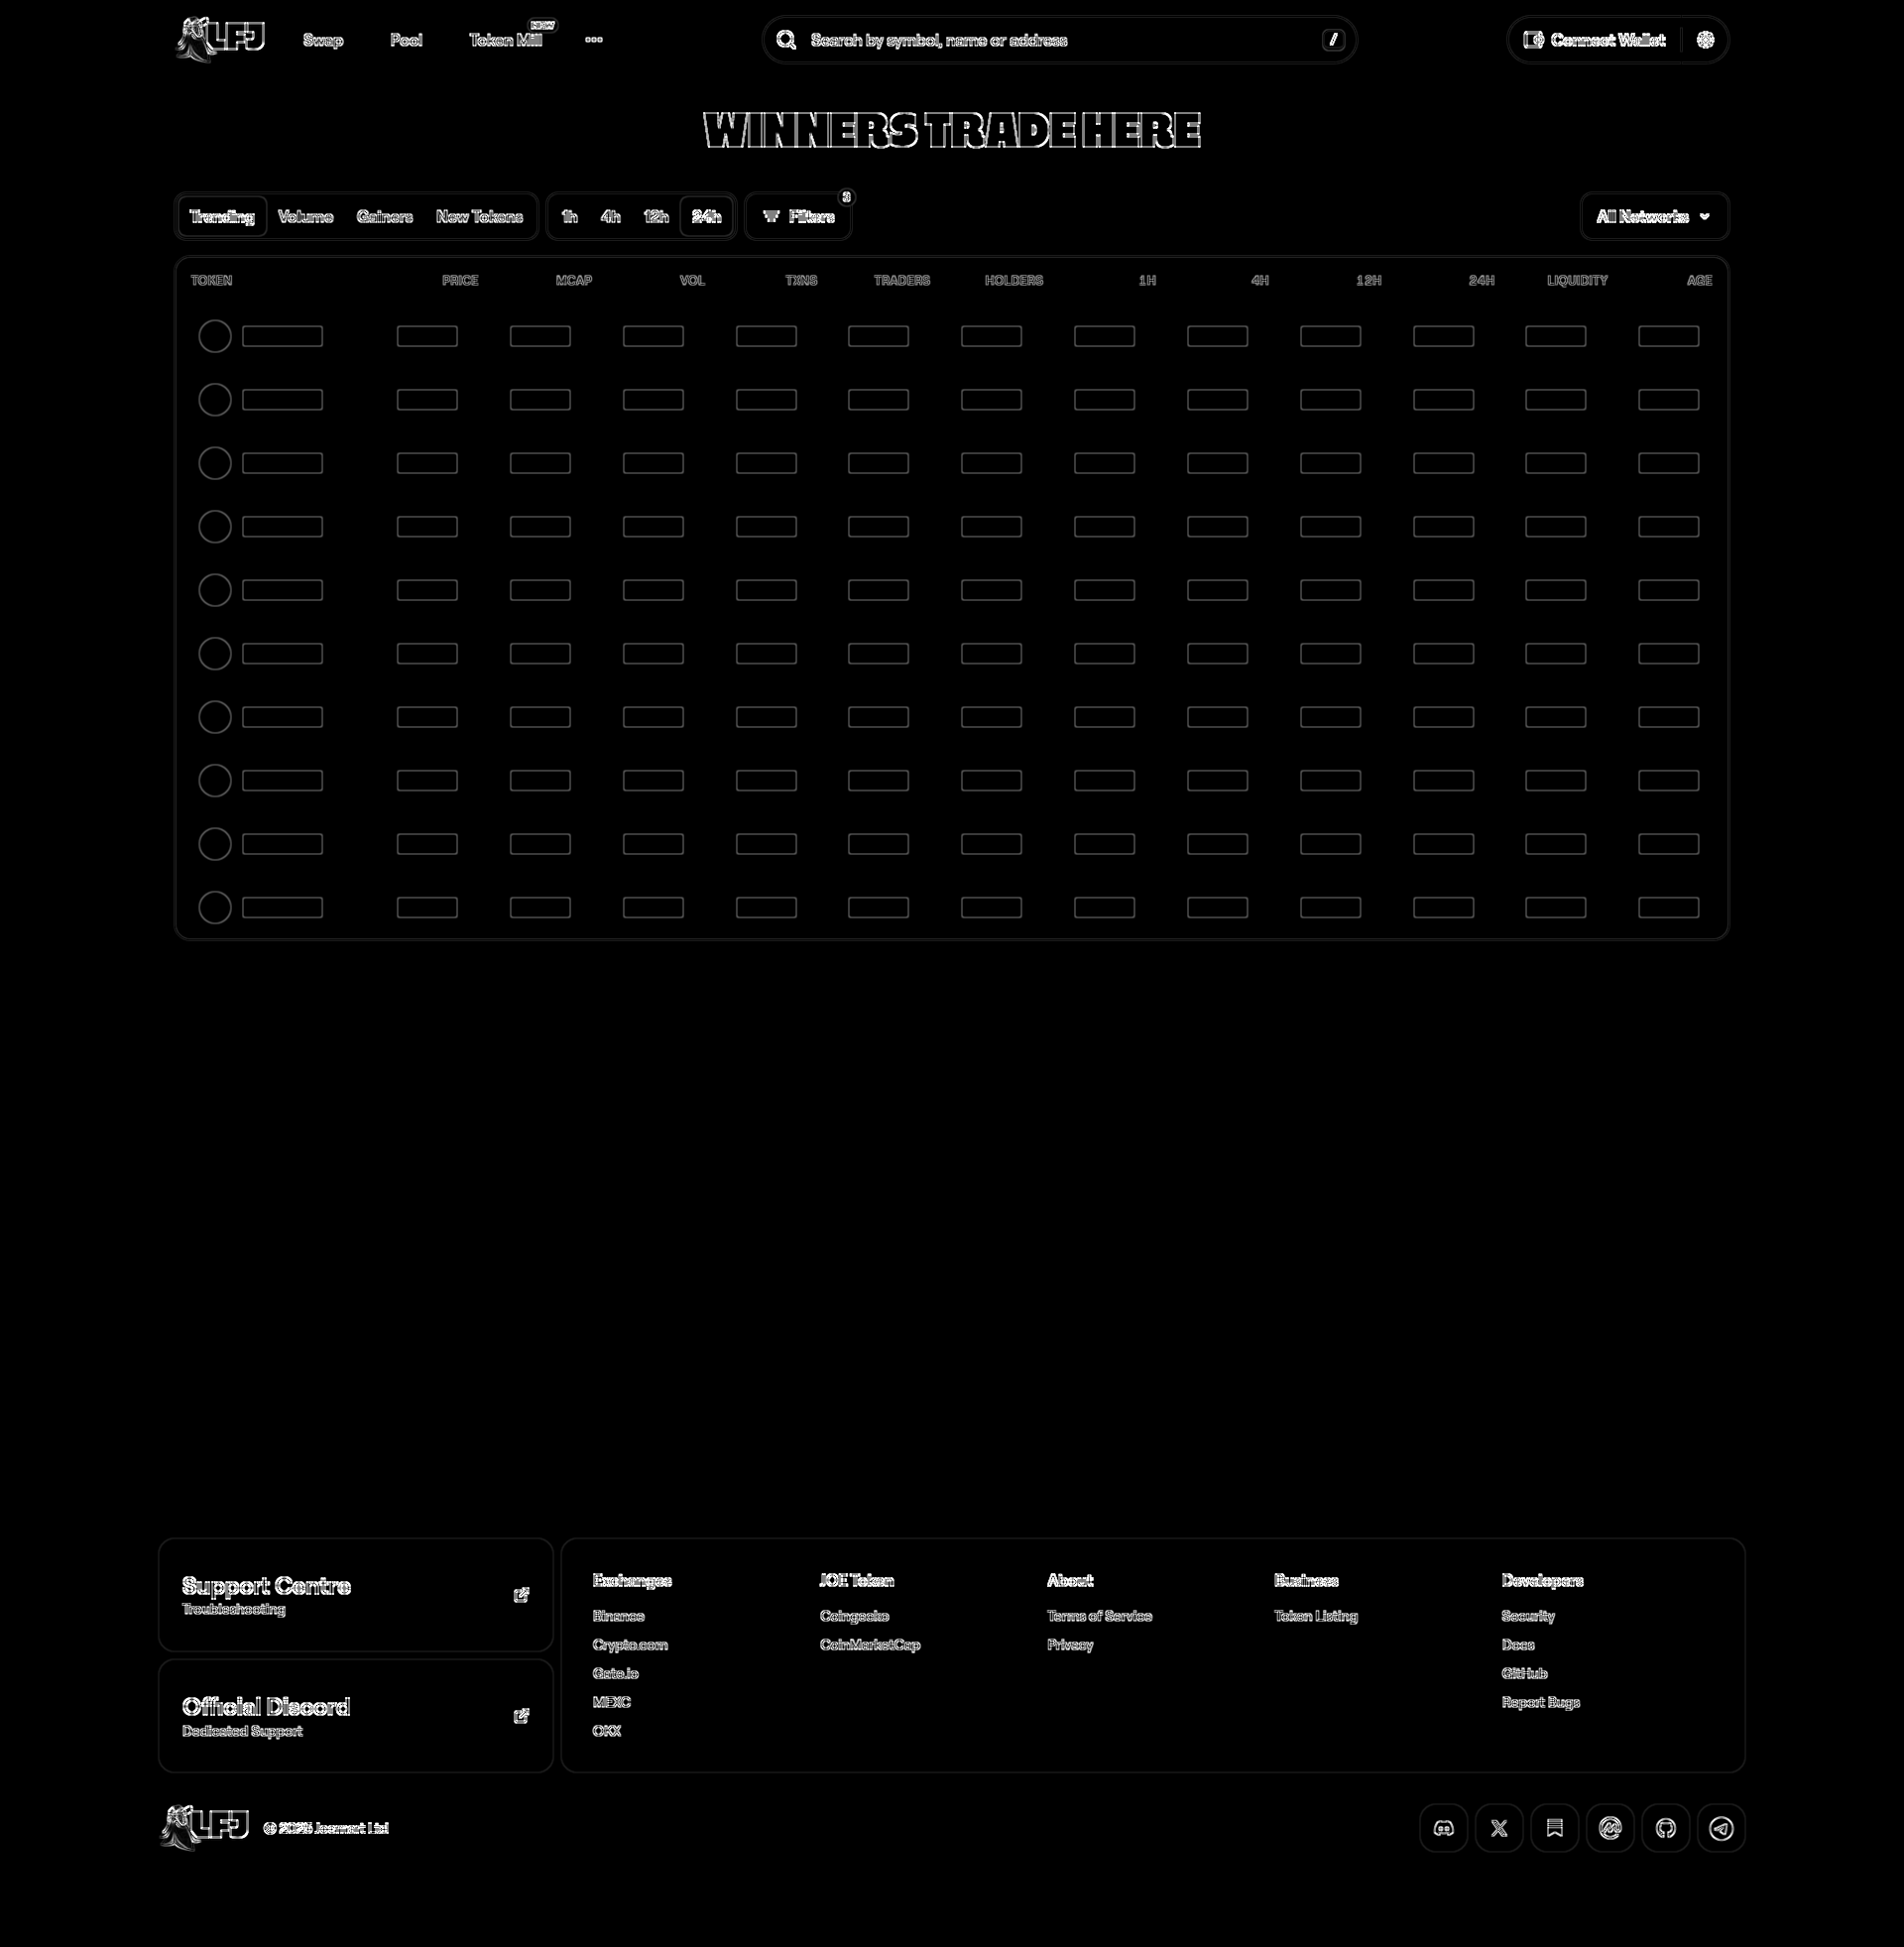 LFJ Swap Pool Token Mill NEW Search by symbol, name or address / Connect Wallet
WINNERS TRADE HERE
Trending Volume Gainers New Tokens 1h 4h 12h 24h Filters 3 All Networks
TOKEN PRICE MCAP VOL TXNS TRADERS HOLDERS 1H 4H 12H 24H LIQUIDITY AGE
Support Centre
Troubleshooting
Official Discord
Dedicated Support
Exchanges
Binance
Crypto.com
Gate.io
MEXC
OKX
JOE Token
Coingecko
CoinMarketCap
About
Terms of Service
Privacy
Business
Token Listing
Developers
Security
Docs
GitHub
Report Bugs
LFJ © 2025 Joemart Ltd